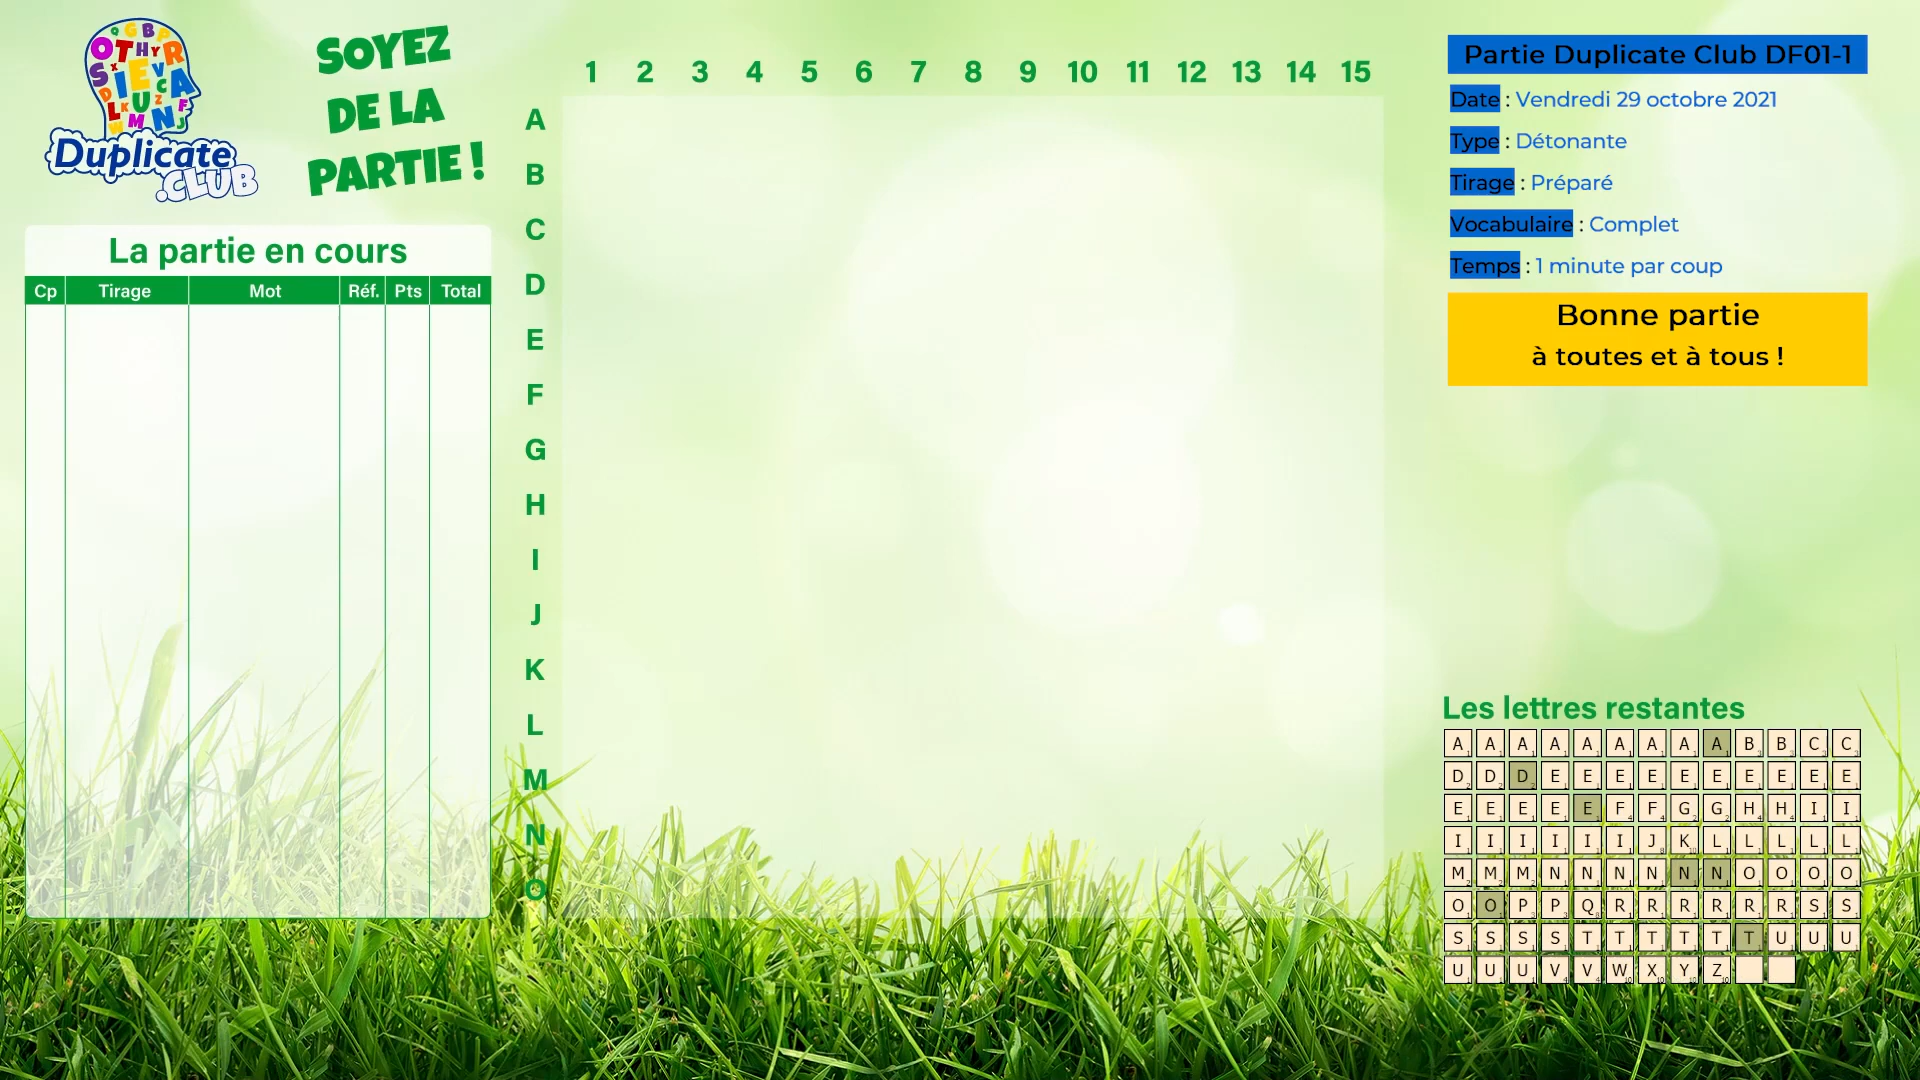 Duplicate
.CLUB
SOYEZ
DE LA
PARTIE !
La partie en cours
Cp Tirage Mot Réf. Pts Total
1 2 3 4 5 6 7 8 9 10 11 12 13 14 15
A
B
C
D
E
F
G
H
I
J
K
L
M
N
O
Partie Duplicate Club DF01-1
Date : Vendredi 29 octobre 2021
Type : Détonante
Tirage : Préparé
Vocabulaire : Complet
Temps : 1 minute par coup
Bonne partie
à toutes et à tous !
Les lettres restantes
A A A A A A A A A B B C C
D D D E E E E E E E E E E
E E E E E F F G G H H I I
I I I I I I J K L L L L L
M M M N N N N N N O O O O
O O P P Q R R R R R R S S
S S S S T T T T T T U U U
U U U V V W X Y Z